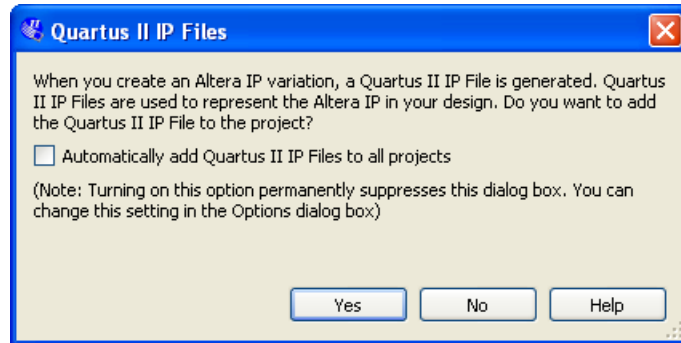 Quartus II IP Files
When you create an Altera IP variation, a Quartus II IP File is generated. Quartus
II IP Files are used to represent the Altera IP in your design. Do you want to add
the Quartus II IP File to the project?
Automatically add Quartus II IP Files to all projects
(Note: Turning on this option permanently suppresses this dialog box. You can
change this setting in the Options dialog box)
Yes No Help